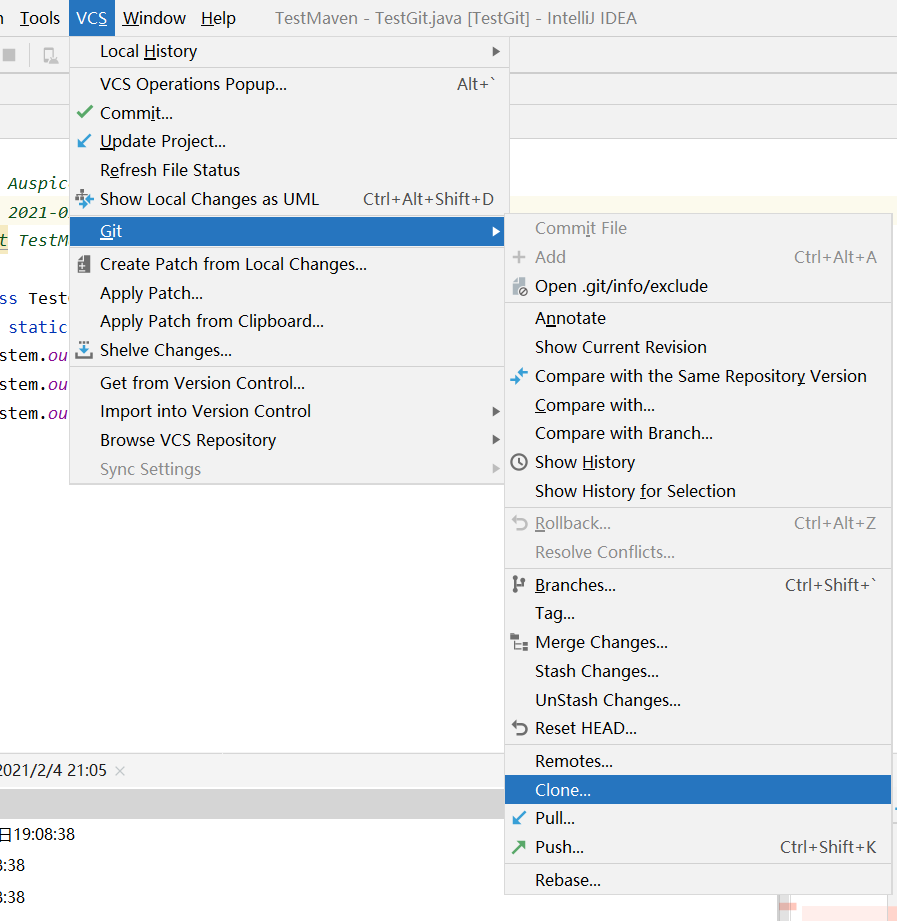 Tools VCS Window Help TestMaven - TestGit.java [TestGit] - IntelliJ IDEA
Local History
VCS Operations Popup... Alt+`
Commit...
Update Project...
Refresh File Status
Show Local Changes as UML Ctrl+Alt+Shift+D
Git
Create Patch from Local Changes...
Apply Patch...
Apply Patch from Clipboard...
Shelve Changes...
Get from Version Control...
Import into Version Control
Browse VCS Repository
Sync Settings
Commit File
Add Ctrl+Alt+A
Open .git/info/exclude
Annotate
Show Current Revision
Compare with the Same Repository Version
Compare with...
Compare with Branch...
Show History
Show History for Selection
Rollback... Ctrl+Alt+Z
Resolve Conflicts...
Branches... Ctrl+Shift+`
Tag...
Merge Changes...
Stash Changes...
UnStash Changes...
Reset HEAD...
Remotes...
Clone...
Pull...
Push... Ctrl+Shift+K
Rebase...
Auspic
2021-0
t TestM
ss Test
static
stem.ou
stem.ou
stem.ou
2021/2/4 21:05
日19:08:38
:38
:38